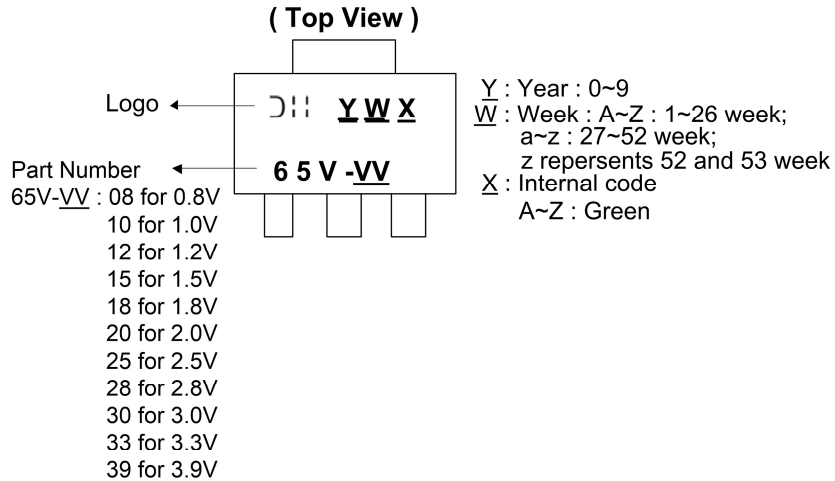 ( Top View )
Logo
Y W X
6 5 V -VV
Y : Year : 0~9
W : Week : A~Z : 1~26 week;
a~z : 27~52 week;
z repersents 52 and 53 week
X : Internal code
A~Z : Green
Part Number
65V-VV : 08 for 0.8V
10 for 1.0V
12 for 1.2V
15 for 1.5V
18 for 1.8V
20 for 2.0V
25 for 2.5V
28 for 2.8V
30 for 3.0V
33 for 3.3V
39 for 3.9V